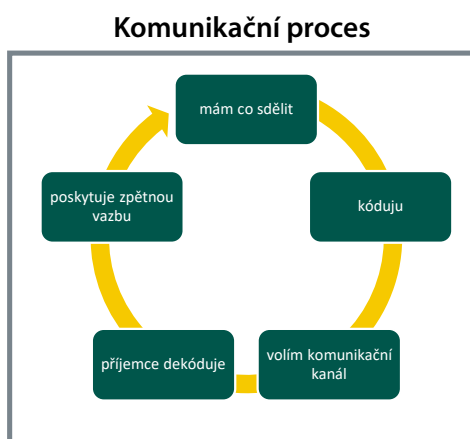 Komunikační proces
mám co sdělit
kóduju
volím komunikační
kanál
příjemce dekóduje
poskytuje zpětnou
vazbu